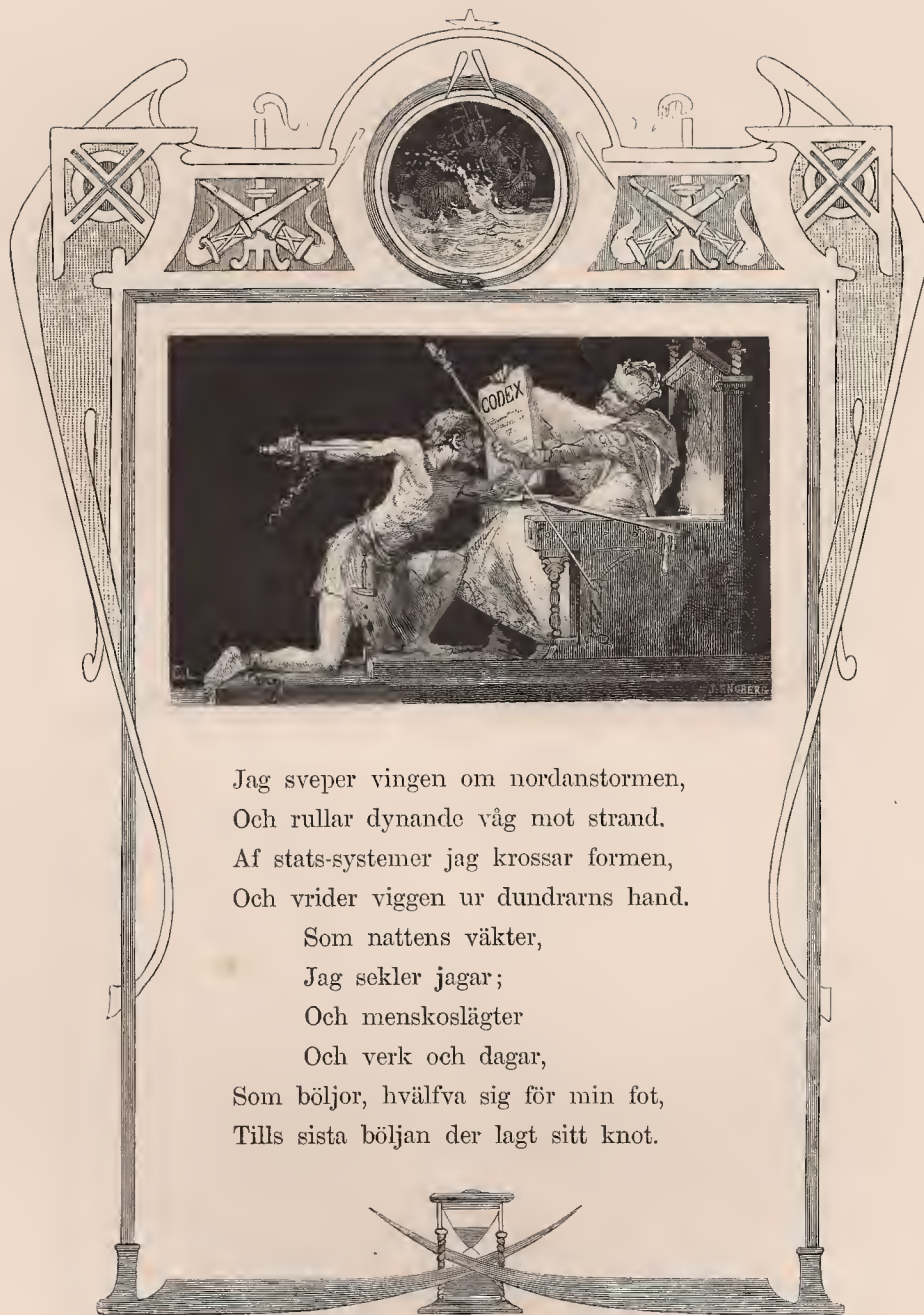 CODEX
J. ENGBERG
Jag sveper vingen om nordanstormen,
Och rullar dynande våg mot strand.
Af stats-systemer jag krossar formen,
Och vrider viggen ur dundrarns hand.
Som nattens väkter,
Jag sekler jagar;
Och menskoslägter
Och verk och dagar,
Som böljor, hvälfva sig för min fot,
Tills sista böljan der lagt sitt knot.